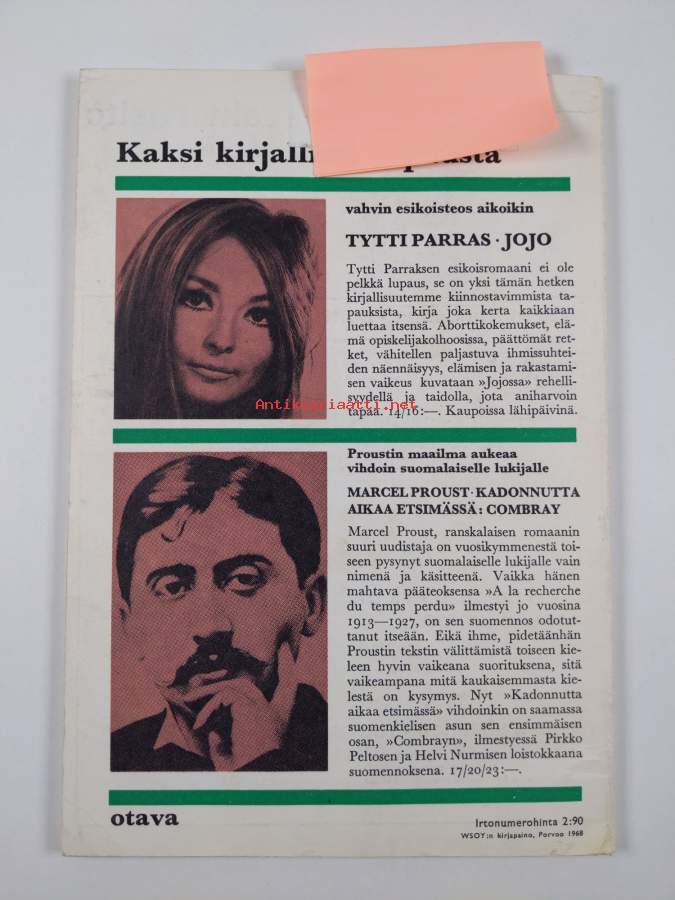 Kaksi kirjalli
vahvin esikoisteos aikoikin
TYTTI PARRAS · JOJO
Tytti Parraksen esikoisromaani ei ole
pelkkä lupaus, se on yksi tämän hetken
kirjallisuutemme kiinnostavimmista ta-
pauksista, kirja joka kerta kaikkiaan
luettaa itsensä. Aborttikokemukset, elä-
mä opiskelijakolhoosissa, päättömät ret-
ket, vähitellen paljastuva ihmissuhtei-
den näennäisyys, elämisen ja rakastami-
sen vaikeus kuvataan »Jojossa» rehelli-
syydellä ja taidolla, jota aniharvoin
tapaa. 14/16:—. Kaupoissa lähipäivinä.
Antikvariaatti.net
Proustin maailma aukeaa
vihdoin suomalaiselle lukijalle
MARCEL PROUST · KADONNUTTA
AIKAA ETSIMÄSSÄ: COMBRAY
Marcel Proust, ranskalaisen romaanin
suuri uudistaja on vuosikymmenestä toi-
seen pysynyt suomalaiselle lukijalle vain
nimenä ja käsitteenä. Vaikka hänen
mahtava pääteoksensa »A la recherche
du temps perdu» ilmestyi jo vuosina
1913—1927, on sen suomennos odotut-
tanut itseään. Eikä ihme, pidetäänhän
Proustin tekstin välittämistä toiseen kie-
leen hyvin vaikeana suorituksena, sitä
vaikeampana mitä kaukaisemmasta kie-
lestä on kysymys. Nyt »Kadonnutta
aikaa etsimässä» vihdoinkin on saamassa
suomenkielisen asun sen ensimmäisen
osan, »Combrayn», ilmestyessä Pirkko
Peltosen ja Helvi Nurmisen loistokkaana
suomennoksena. 17/20/23:—.
otava
Irtonumerohinta 2:90
WSOY:n kirjapaino, Porvoo 1968